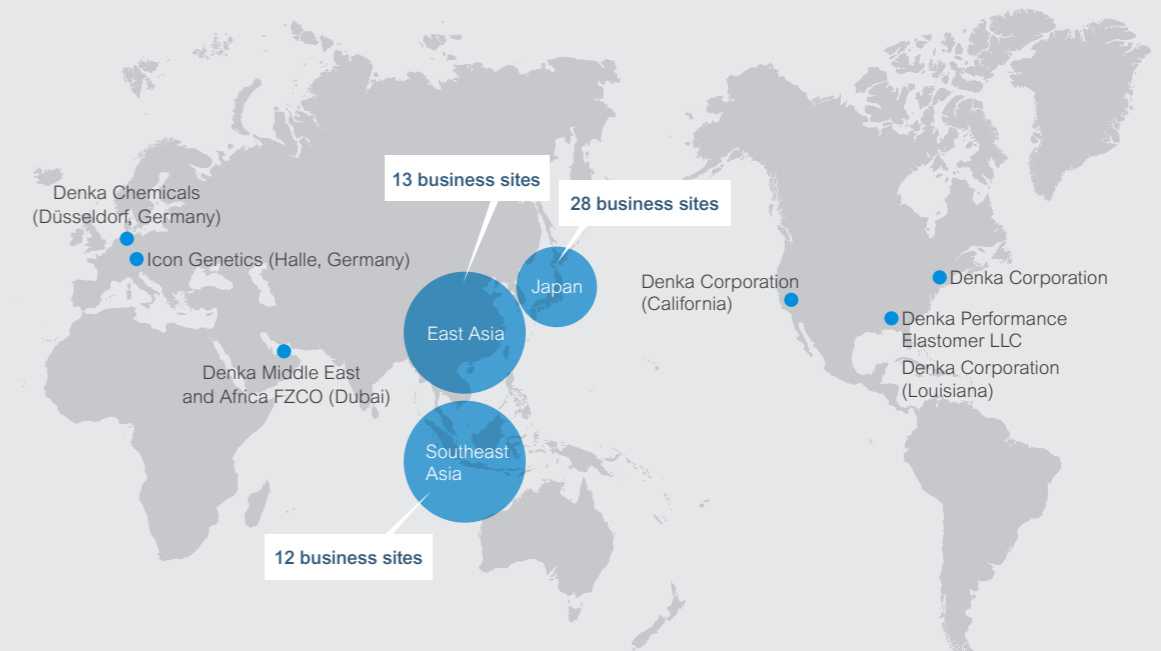 13 business sites
28 business sites
Denka Chemicals
(Düsseldorf, Germany)
Icon Genetics (Halle, Germany)
Japan
Denka Corporation
(California)
Denka Corporation
East Asia
Denka Performance
Elastomer LLC
Denka Corporation
(Louisiana)
Denka Middle East
and Africa FZCO (Dubai)
Southeast
Asia
12 business sites